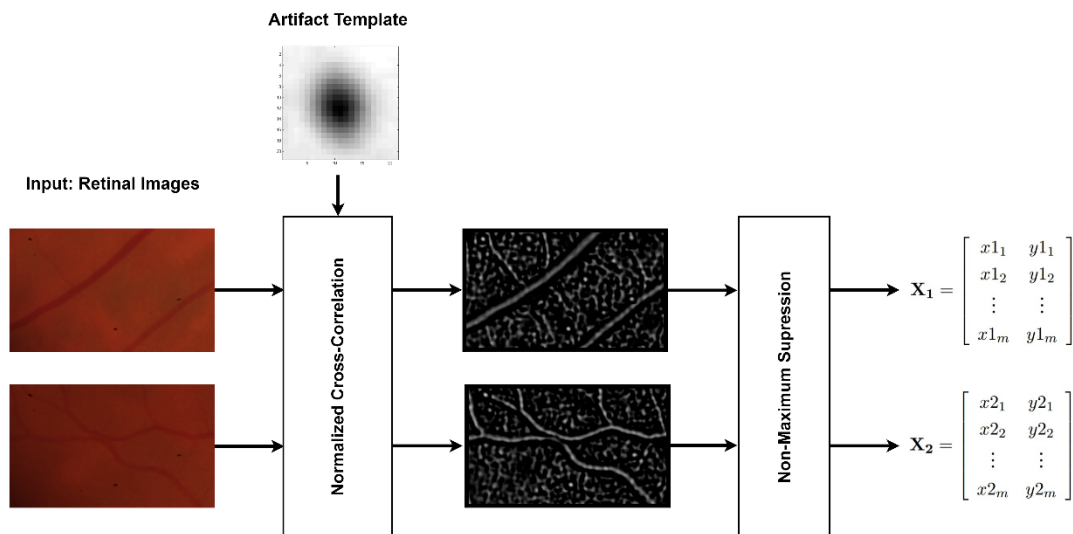 Artifact Template
Input: Retinal Images
Normalized Cross-Correlation
Non-Maximum Supression
X₁ = [ x1₁ y1₁
x1₂ y1₂
⋮ ⋮
x1ₘ y1ₘ ]
X₂ = [ x2₁ y2₁
x2₂ y2₂
⋮ ⋮
x2ₘ y2ₘ ]